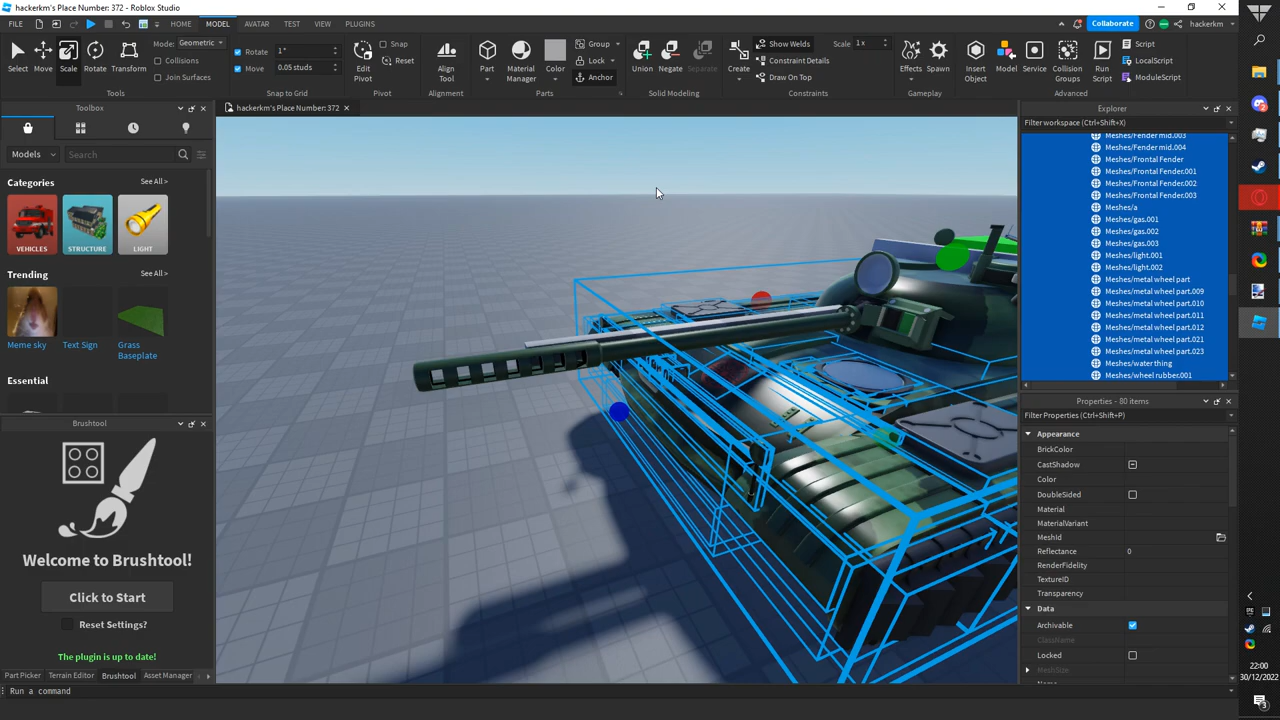 hackerkm's Place Number: 372 - Roblox Studio
FILE HOME MODEL AVATAR TEST VIEW PLUGINS Collaborate hackerkm
Select Move Scale Rotate Transform
Mode: Geometric
Collisions
Join Surfaces
Tools
Rotate 1 °
Move 0.05 studs
Snap to Grid
Edit Pivot
Snap
Reset
Pivot
Align Tool
Alignment
Part
Material Manager
Color
Group
Lock
Anchor
Parts
Union Negate Separate
Solid Modeling
Create
Show Welds
Constraint Details
Draw On Top
Scale 1 x
Constraints
Effects Spawn
Gameplay
Insert Object
Model
Service
Collision Groups
Run Script
Script
LocalScript
ModuleScript
Advanced
Toolbox
Models Search
Categories See All >
VEHICLES STRUCTURE LIGHT
Trending See All >
Meme sky Text Sign Grass Baseplate
Essential
Brushtool
Welcome to Brushtool!
Click to Start
Reset Settings?
The plugin is up to date!
Part Picker Terrain Editor Brushtool Asset Manager
Run a command
hackerkm's Place Number: 372
Explorer
Filter workspace (Ctrl+Shift+X)
Meshes/Fender mid.003
Meshes/Fender mid.004
Meshes/Frontal Fender
Meshes/Frontal Fender.001
Meshes/Frontal Fender.002
Meshes/Frontal Fender.003
Meshes/a
Meshes/gas.001
Meshes/gas.002
Meshes/gas.003
Meshes/light.001
Meshes/light.002
Meshes/metal wheel part
Meshes/metal wheel part.009
Meshes/metal wheel part.010
Meshes/metal wheel part.011
Meshes/metal wheel part.012
Meshes/metal wheel part.021
Meshes/metal wheel part.023
Meshes/water thing
Meshes/wheel rubber.001
Properties - 80 items
Filter Properties (Ctrl+Shift+P)
Appearance
BrickColor
CastShadow
Color
DoubleSided
Material
MaterialVariant
MeshId
Reflectance 0
RenderFidelity
TextureID
Transparency
Data
Archivable
ClassName
Locked
MeshSize
Name
22:00
30/12/2022
3